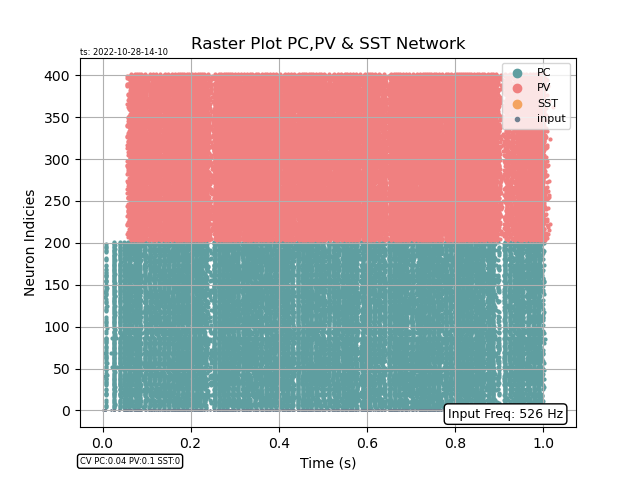 Raster Plot PC,PV & SST Network
ts: 2022-10-28-14-10
PC
PV
SST
input
400
350
300
250
200
150
100
50
0
Neuron Indicies
Input Freq: 526 Hz
0.0 0.2 0.4 0.6 0.8 1.0
Time (s)
CV PC:0.04 PV:0.1 SST:0